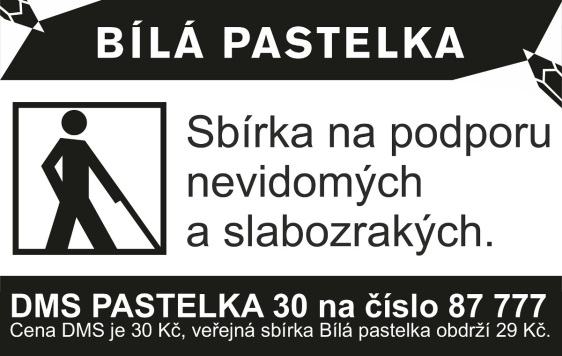 BÍLÁ PASTELKA
Sbírka na podporu
nevidomých
a slabozrakých.
DMS PASTELKA 30 na číslo 87 777
Cena DMS je 30 Kč, veřejná sbírka Bílá pastelka obdrží 29 Kč.